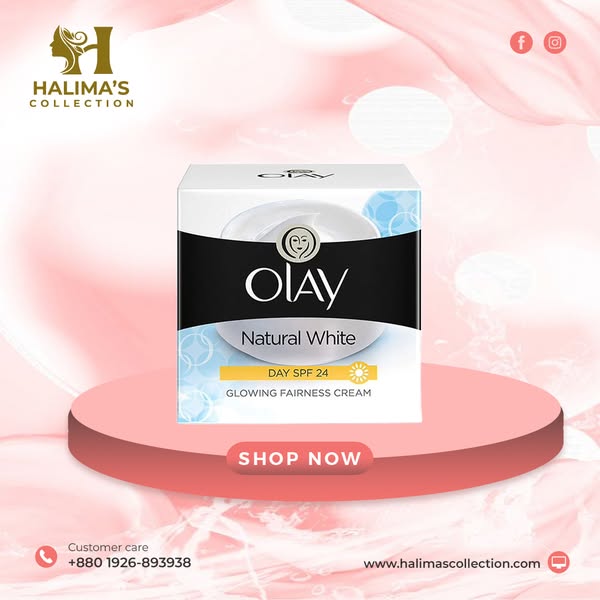 HALIMA'S
COLLECTION
OLAY
OLAY
Natural White
DAY SPF 24
GLOWING FAIRNESS CREAM
SHOP NOW
Customer care
+880 1926-893938
www.halimascollection.com